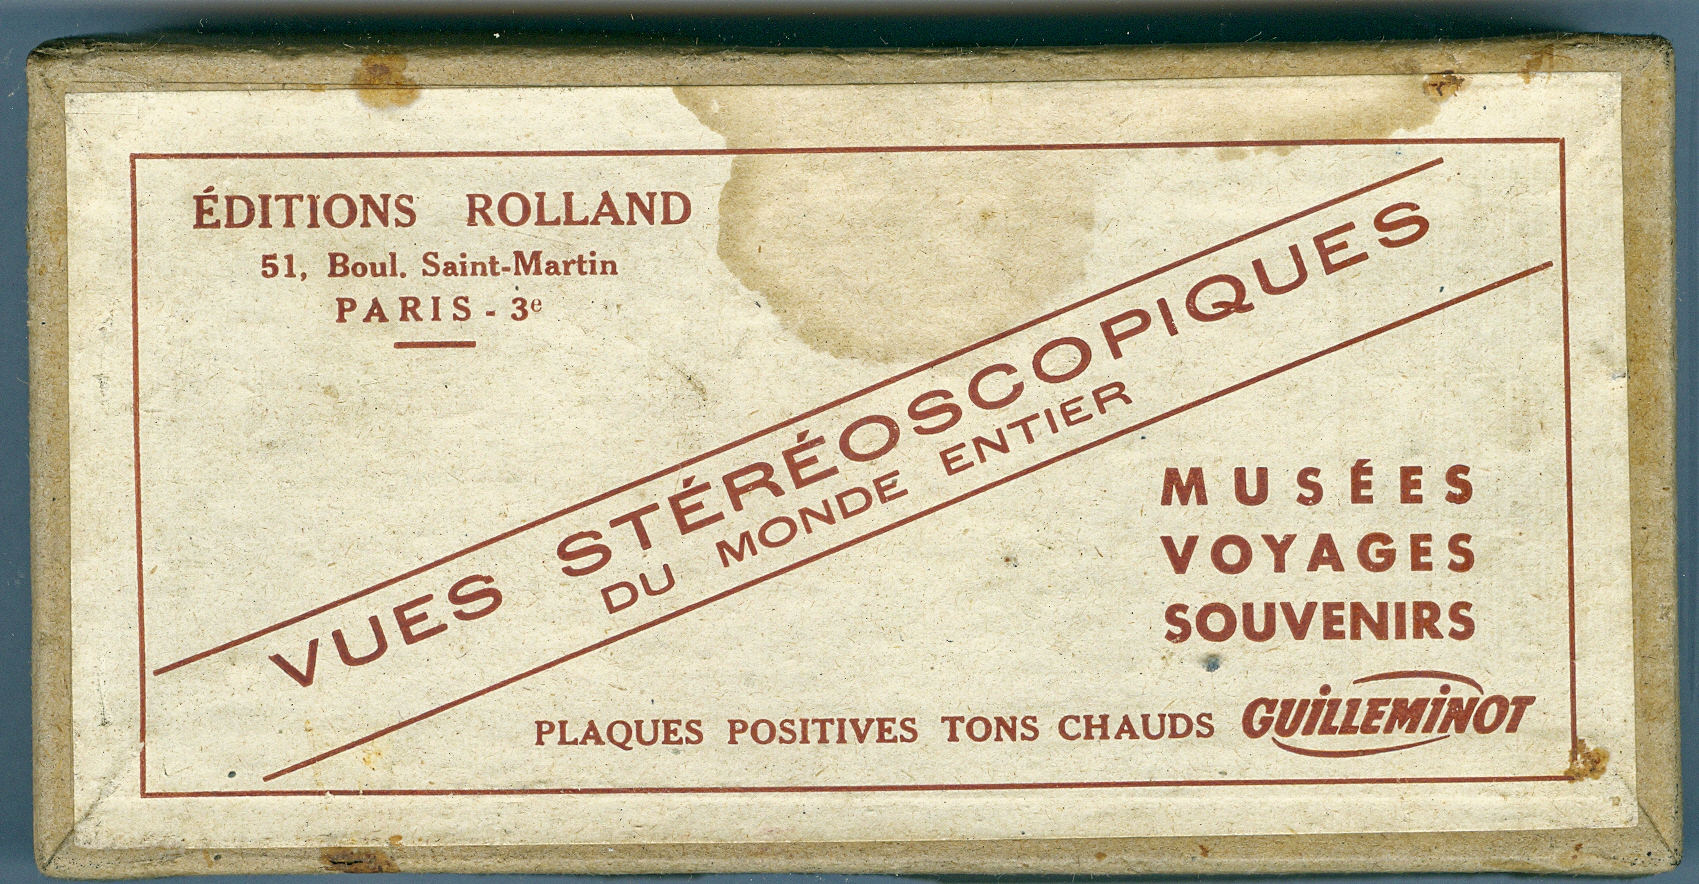 ÉDITIONS ROLLAND
51, Boul. Saint-Martin
PARIS - 3e
VUES STÉRÉOSCOPIQUES
DU MONDE ENTIER
MUSÉES
VOYAGES
SOUVENIRS
PLAQUES POSITIVES TONS CHAUDS GUILLEMINOT